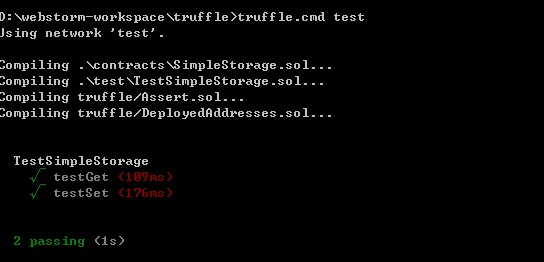 D:\webstorm-workspace\truffle>truffle.cmd test
Using network 'test'.
Compiling .\contracts\SimpleStorage.sol...
Compiling .\test\TestSimpleStorage.sol...
Compiling truffle/Assert.sol...
Compiling truffle/DeployedAddresses.sol...
TestSimpleStorage
√ testGet (109ms)
√ testSet (176ms)
2 passing (1s)